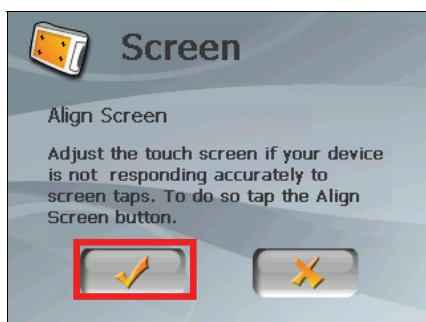 Screen
Align Screen
Adjust the touch screen if your device
is not responding accurately to
screen taps. To do so tap the Align
Screen button.